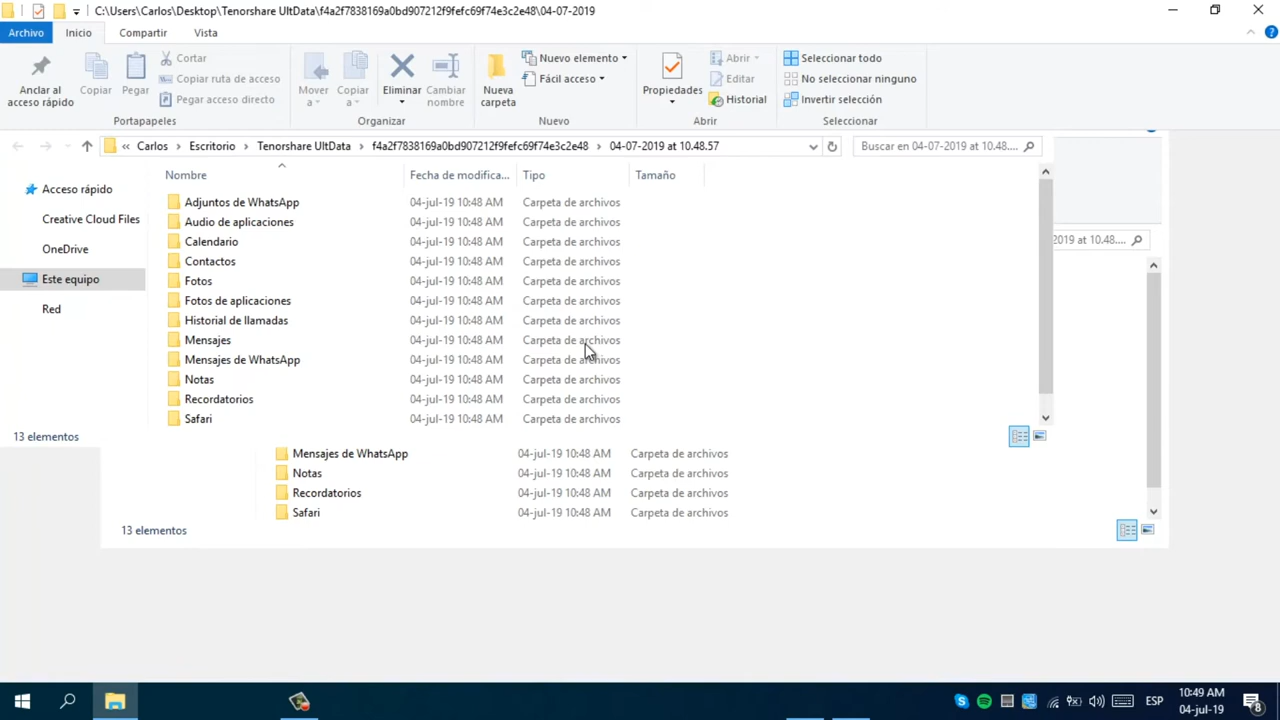 C:\Users\Carlos\Desktop\Tenorshare UltData\f4a2f7838169a0bd907212f9fefc69f74e3c2e48\04-07-2019
Archivo Inicio Compartir Vista
Anclar al acceso rápido
Copiar
Pegar
Cortar
Copiar ruta de acceso
Pegar acceso directo
Portapapeles
Mover a
Copiar a
Eliminar
Cambiar nombre
Organizar
Nueva carpeta
Nuevo elemento
Fácil acceso
Nuevo
Propiedades
Abrir
Editar
Historial
Abrir
Seleccionar todo
No seleccionar ninguno
Invertir selección
Seleccionar
« Carlos > Escritorio > Tenorshare UltData > f4a2f7838169a0bd907212f9fefc69f74e3c2e48 > 04-07-2019 at 10.48.57
Buscar en 04-07-2019 at 10.48....
Acceso rápido
Creative Cloud Files
OneDrive
Este equipo
Red
Nombre Fecha de modifica... Tipo Tamaño
Adjuntos de WhatsApp 04-jul-19 10:48 AM Carpeta de archivos
Audio de aplicaciones 04-jul-19 10:48 AM Carpeta de archivos
Calendario 04-jul-19 10:48 AM Carpeta de archivos
Contactos 04-jul-19 10:48 AM Carpeta de archivos
Fotos 04-jul-19 10:48 AM Carpeta de archivos
Fotos de aplicaciones 04-jul-19 10:48 AM Carpeta de archivos
Historial de llamadas 04-jul-19 10:48 AM Carpeta de archivos
Mensajes 04-jul-19 10:48 AM Carpeta de archivos
Mensajes de WhatsApp 04-jul-19 10:48 AM Carpeta de archivos
Notas 04-jul-19 10:48 AM Carpeta de archivos
Recordatorios 04-jul-19 10:48 AM Carpeta de archivos
Safari 04-jul-19 10:48 AM Carpeta de archivos
13 elementos
2019 at 10.48....
Mensajes de WhatsApp 04-jul-19 10:48 AM Carpeta de archivos
Notas 04-jul-19 10:48 AM Carpeta de archivos
Recordatorios 04-jul-19 10:48 AM Carpeta de archivos
Safari 04-jul-19 10:48 AM Carpeta de archivos
13 elementos
ESP
10:49 AM
04-jul-19
8